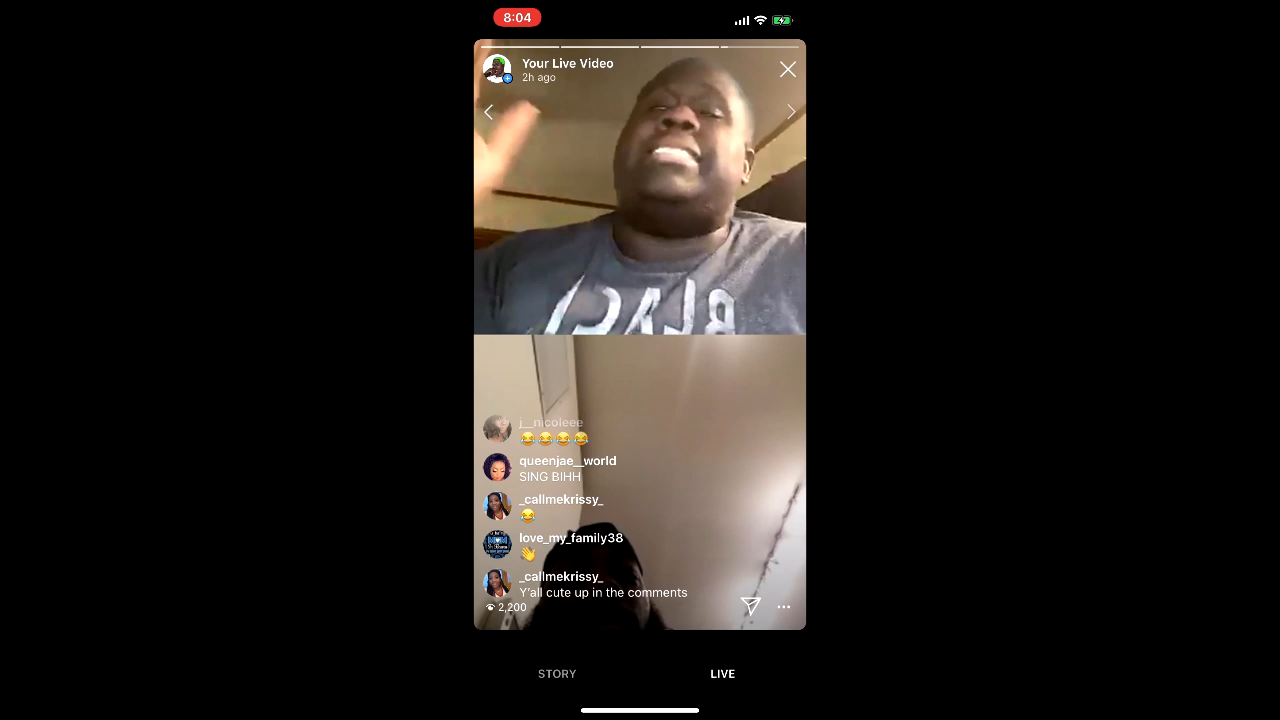 8:04
Your Live Video
2h ago
BLAC
j__nicoleee
😂😂😂😂
queenjae__world
SING BIHH
_callmekrissy_
😂
love_my_family38
👋
_callmekrissy_
Y'all cute up in the comments
2,200
STORY
LIVE